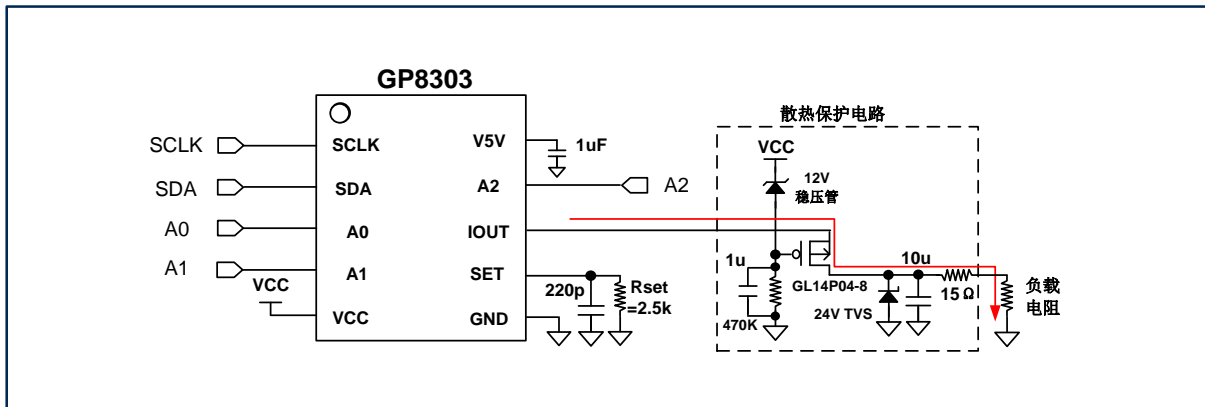 GP8303
SCLK
SDA
A0
A1
VCC
SCLK
SDA
A0
A1
VCC
V5V
A2
IOUT
SET
GND
1uF
A2
220p
Rset
=2.5k
散热保护电路
VCC
12V
稳压管
1u
470K
GL14P04-8
24V TVS
10u
15Ω
负载
电阻